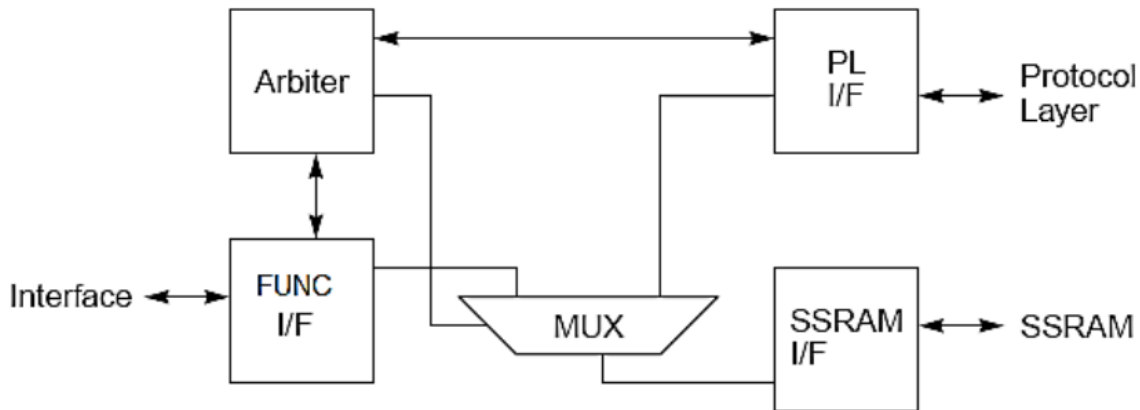 Arbiter
PL
I/F
Protocol
Layer
Interface
FUNC
I/F
MUX
SSRAM
I/F
SSRAM